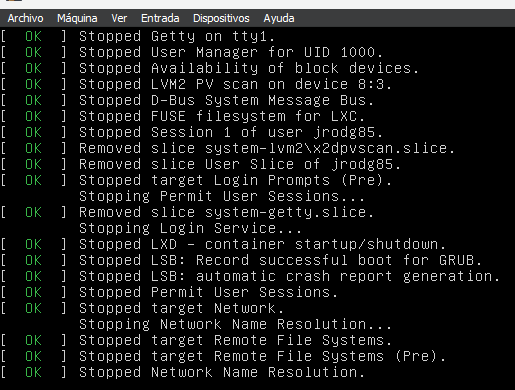 Archivo Máquina Ver Entrada Dispositivos Ayuda
[  OK  ] Stopped Getty on tty1.
[  OK  ] Stopped User Manager for UID 1000.
[  OK  ] Stopped Availability of block devices.
[  OK  ] Stopped LVM2 PV scan on device 8:3.
[  OK  ] Stopped D-Bus System Message Bus.
[  OK  ] Stopped FUSE filesystem for LXC.
[  OK  ] Stopped Session 1 of user jrodg85.
[  OK  ] Removed slice system-lvm2\x2dpvscan.slice.
[  OK  ] Removed slice User Slice of jrodg85.
[  OK  ] Stopped target Login Prompts (Pre).
         Stopping Permit User Sessions...
[  OK  ] Removed slice system-getty.slice.
         Stopping Login Service...
[  OK  ] Stopped LXD - container startup/shutdown.
[  OK  ] Stopped LSB: Record successful boot for GRUB.
[  OK  ] Stopped LSB: automatic crash report generation.
[  OK  ] Stopped Permit User Sessions.
[  OK  ] Stopped target Network.
         Stopping Network Name Resolution...
[  OK  ] Stopped target Remote File Systems.
[  OK  ] Stopped target Remote File Systems (Pre).
[  OK  ] Stopped Network Name Resolution.